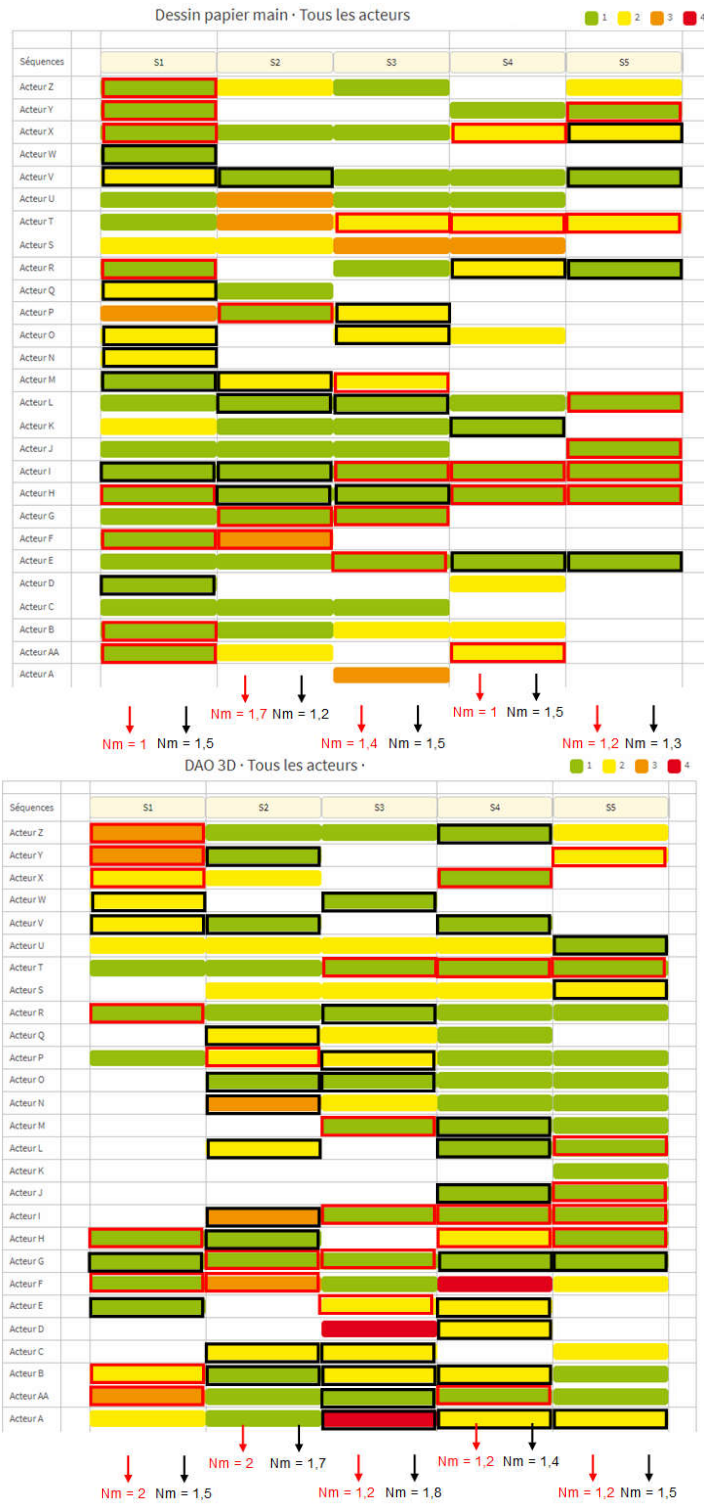 Dessin papier main · Tous les acteurs
1 2 3 4
Séquences S1 S2 S3 S4 S5
Acteur Z
Acteur Y
Acteur X
Acteur W
Acteur V
Acteur U
Acteur T
Acteur S
Acteur R
Acteur Q
Acteur P
Acteur O
Acteur N
Acteur M
Acteur L
Acteur K
Acteur J
Acteur I
Acteur H
Acteur G
Acteur F
Acteur E
Acteur D
Acteur C
Acteur B
Acteur AA
Acteur A
Nm = 1,7 Nm = 1,2 Nm = 1 Nm = 1,5
Nm = 1 Nm = 1,5 Nm = 1,4 Nm = 1,5 Nm = 1,2 Nm = 1,3
DAO 3D · Tous les acteurs ·
1 2 3 4
Séquences S1 S2 S3 S4 S5
Acteur Z
Acteur Y
Acteur X
Acteur W
Acteur V
Acteur U
Acteur T
Acteur S
Acteur R
Acteur Q
Acteur P
Acteur O
Acteur N
Acteur M
Acteur L
Acteur K
Acteur J
Acteur I
Acteur H
Acteur G
Acteur F
Acteur E
Acteur D
Acteur C
Acteur B
Acteur AA
Acteur A
Nm = 2 Nm = 1,7 Nm = 1,2 Nm = 1,4
Nm = 2 Nm = 1,5 Nm = 1,2 Nm = 1,8 Nm = 1,2 Nm = 1,5